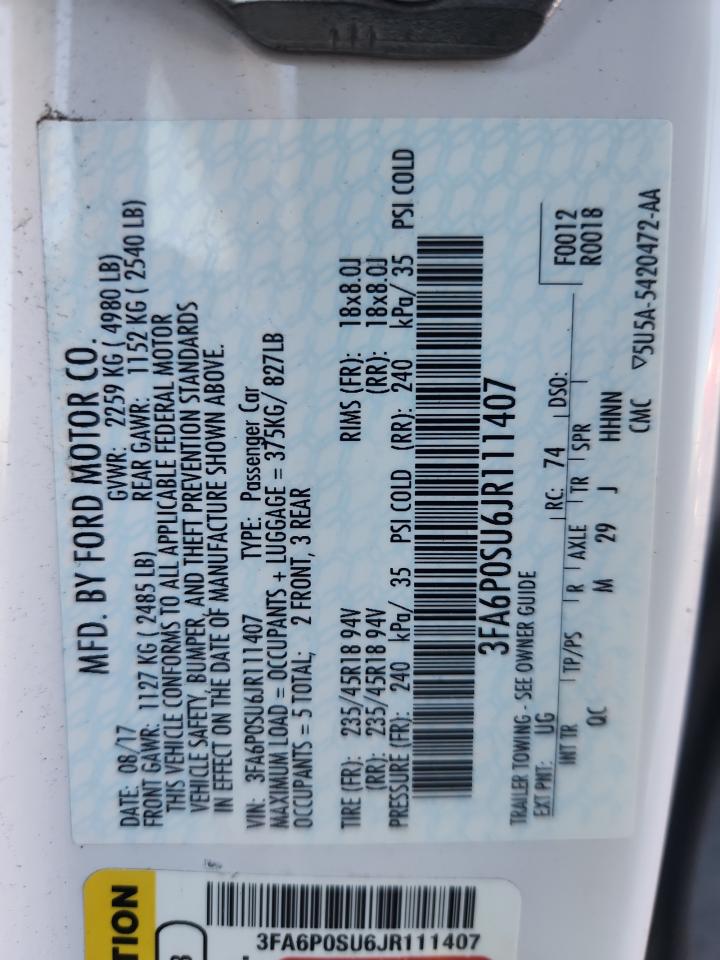 MFD. BY FORD MOTOR CO.
DATE: 08/17 GVWR: 2259 KG ( 4980 LB)
FRONT GAWR: 1127 KG ( 2485 LB) REAR GAWR: 1152 KG ( 2540 LB)
THIS VEHICLE CONFORMS TO ALL APPLICABLE FEDERAL MOTOR
VEHICLE SAFETY, BUMPER, AND THEFT PREVENTION STANDARDS
IN EFFECT ON THE DATE OF MANUFACTURE SHOWN ABOVE.
VIN: 3FA6P0SU6JR111407 TYPE: Passenger Car
MAXIMUM LOAD = OCCUPANTS + LUGGAGE = 375KG/ 827LB
OCCUPANTS = 5 TOTAL; 2 FRONT, 3 REAR
TIRE (FR): 235/45R18 94V RIMS (FR): 18x8.0J
(RR): 235/45R18 94V (RR): 18x8.0J
PRESSURE (FR): 240 kPa/ 35 PSI COLD (RR): 240 kPa/ 35 PSI COLD
3FA6P0SU6JR111407
TRAILER TOWING - SEE OWNER GUIDE
EXT PNT: UG RC: 74 DSO: F0012
R0018
INT TR TP/PS R AXLE TR SPR
QC M 29 J HHNN
CMC ▽5U5A-5420472-AA
TION
3FA6P0SU6JR111407